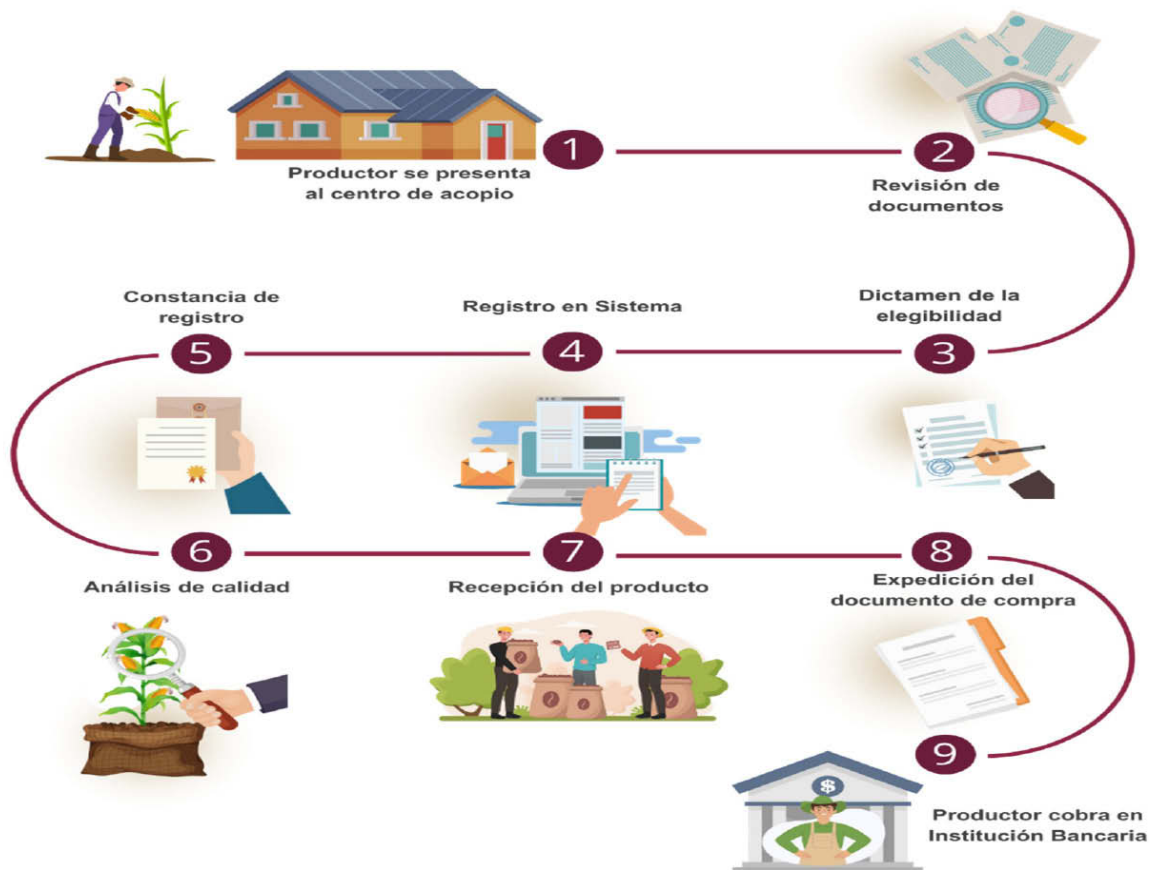 1
Productor se presenta
al centro de acopio
2
Revisión de
documentos
Dictamen de la
elegibilidad
3
Registro en Sistema
4
Constancia de
registro
5
6
Análisis de calidad
7
Recepción del producto
8
Expedición del
documento de compra
9
$
Productor cobra en
Institución Bancaria